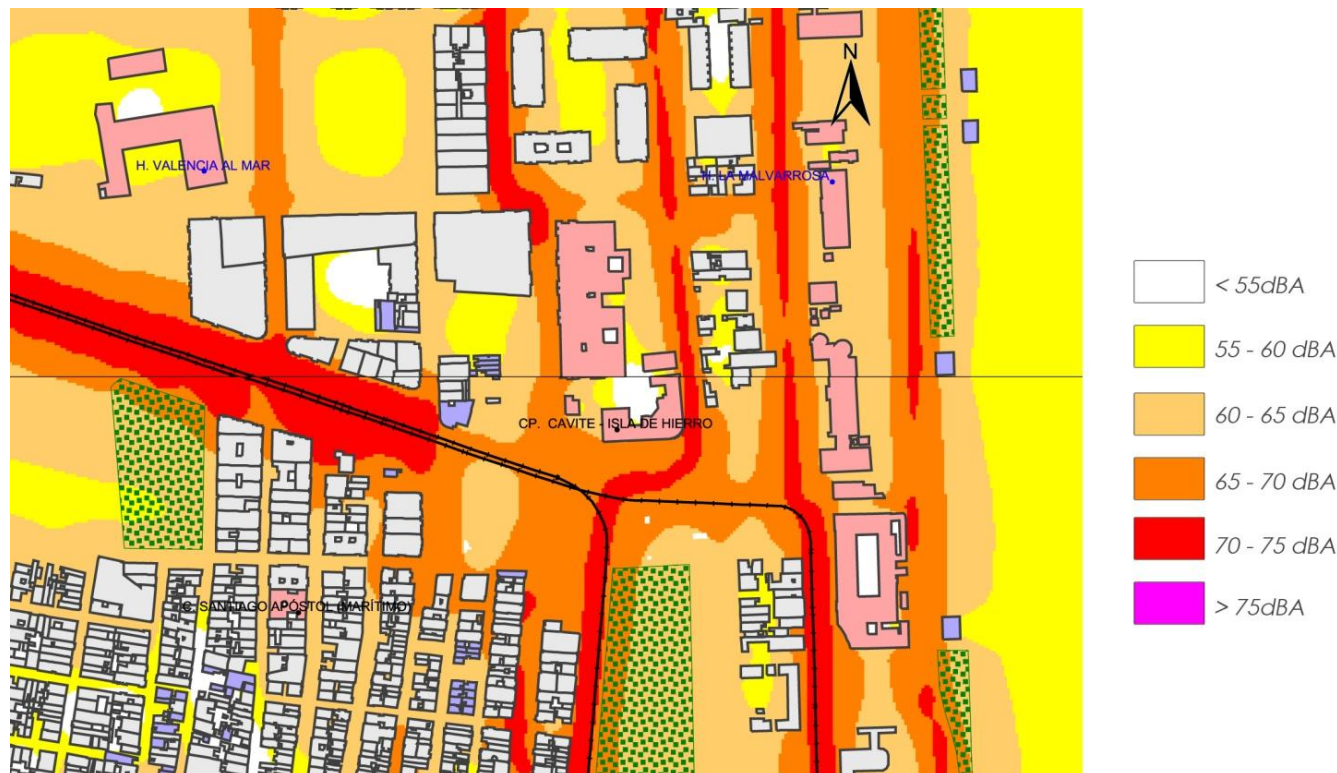 N
H. VALENCIA AL MAR
H. LA MALVARROSA
CP. CAVITE - ISLA DE HIERRO
C. SANTIAGO APÓSTOL (MARÍTIMO)
< 55dBA
55 - 60 dBA
60 - 65 dBA
65 - 70 dBA
70 - 75 dBA
> 75dBA